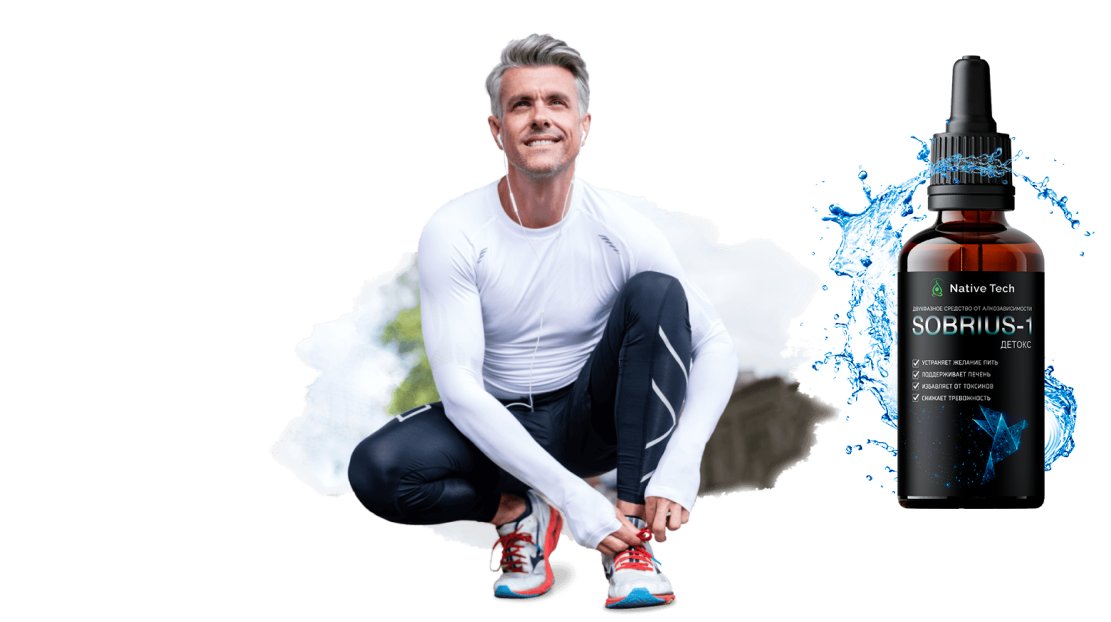 Native Tech
ДВУХФАЗНОЕ СРЕДСТВО ОТ АЛКОЗАВИСИМОСТИ
SOBRIUS-1
ДЕТОКС
УСТРАНЯЕТ ЖЕЛАНИЕ ПИТЬ
ПОДДЕРЖИВАЕТ ПЕЧЕНЬ
ИЗБАВЛЯЕТ ОТ ТОКСИНОВ
СНИЖАЕТ ТРЕВОЖНОСТЬ